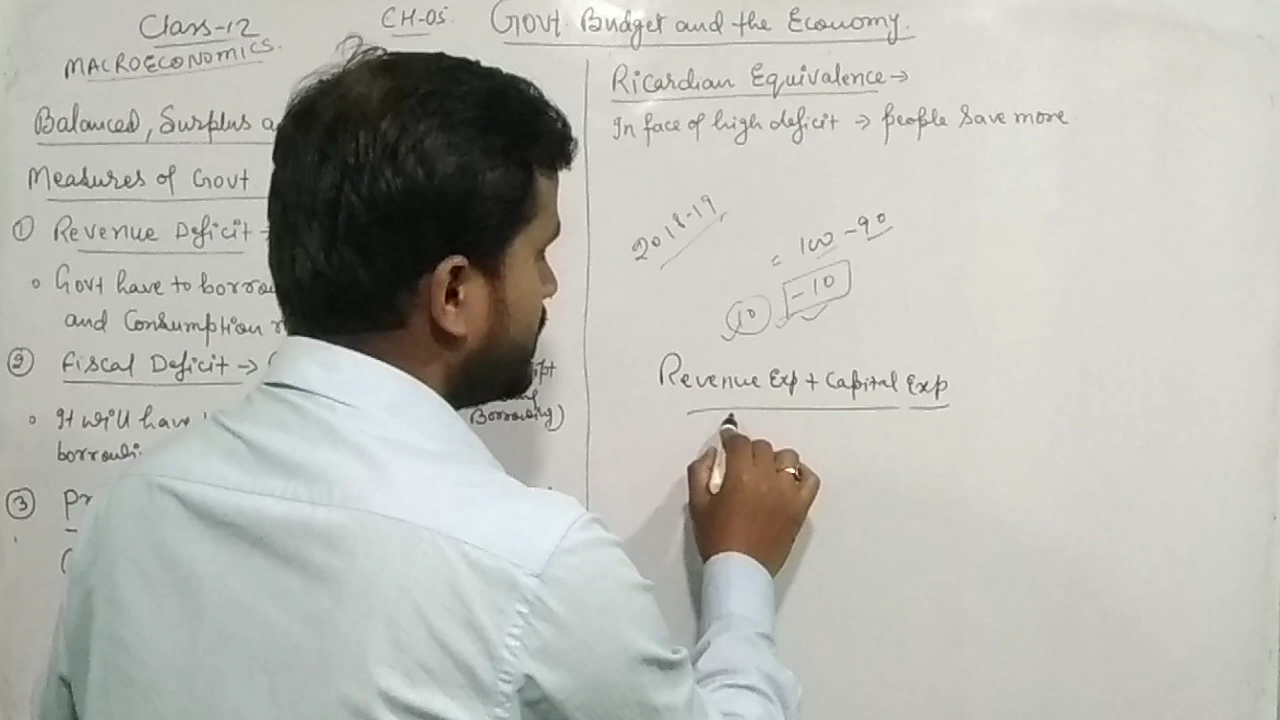 Class-12
MACROECONOMICS.
CH-05.
Govt. Budget and the Economy.
Balanced, Surplus a
Measures of Govt
① Revenue Deficit →
Govt have to borrow
and Consumption
② Fiscal Deficit →
It will have
Borrowing)
③
Ricardian Equivalence →
In face of high deficit → people save more
2018-19
= 100 - 90
- 10
10
Revenue Exp + Capital Exp